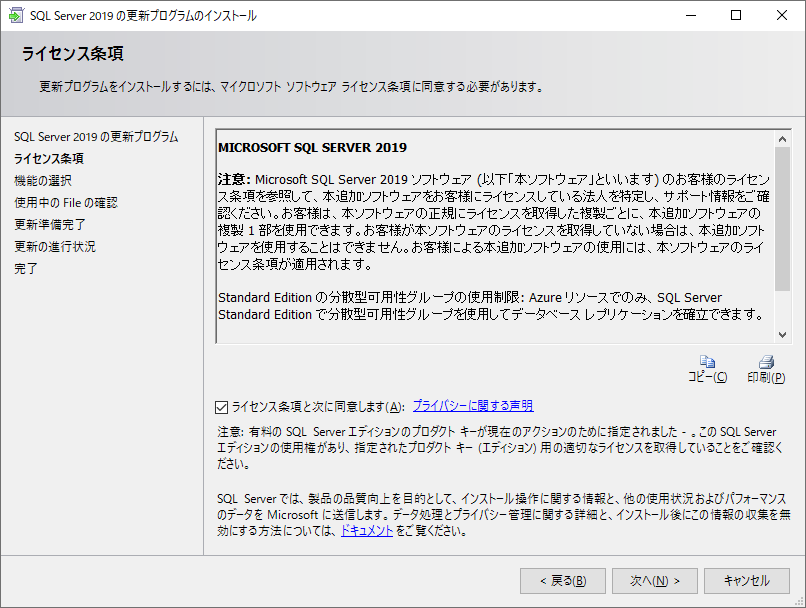 SQL Server 2019 の更新プログラムのインストール
ライセンス条項
更新プログラムをインストールするには、マイクロソフト ソフトウェア ライセンス条項に同意する必要があります。
SQL Server 2019 の更新プログラム
ライセンス条項
機能の選択
使用中の File の確認
更新準備完了
更新の進行状況
完了
MICROSOFT SQL SERVER 2019
注意: Microsoft SQL Server 2019 ソフトウェア (以下「本ソフトウェア」といいます) のお客様のライセン
ス条項を参照して、本追加ソフトウェアをお客様にライセンスしている法人を特定し、サポート情報をご確
認ください。お客様は、本ソフトウェアの正規にライセンスを取得した複製ごとに、本追加ソフトウェアの
複製 1 部を使用できます。お客様が本ソフトウェアのライセンスを取得していない場合は、本追加ソフト
ウェアを使用することはできません。お客様による本追加ソフトウェアの使用には、本ソフトウェアのライ
センス条項が適用されます。
Standard Edition の分散型可用性グループの使用制限: Azure リソースでのみ、SQL Server
Standard Edition で分散型可用性グループを使用してデータベース レプリケーションを確立できます。
コピー(C)
印刷(P)
ライセンス条項と次に同意します(A): プライバシーに関する声明
注意: 有料の SQL Server エディションのプロダクト キーが現在のアクションのために指定されました - 。この SQL Server
エディションの使用権があり、指定されたプロダクト キー (エディション) 用の適切なライセンスを取得していることをご確認く
ださい。
SQL Server では、製品の品質向上を目的として、インストール操作に関する情報と、他の使用状況およびパフォーマンス
のデータを Microsoft に送信します。データ処理とプライバシー管理に関する詳細と、インストール後にこの情報の収集を無
効にする方法については、ドキュメント をご覧ください。
< 戻る(B)
次へ(N) >
キャンセル